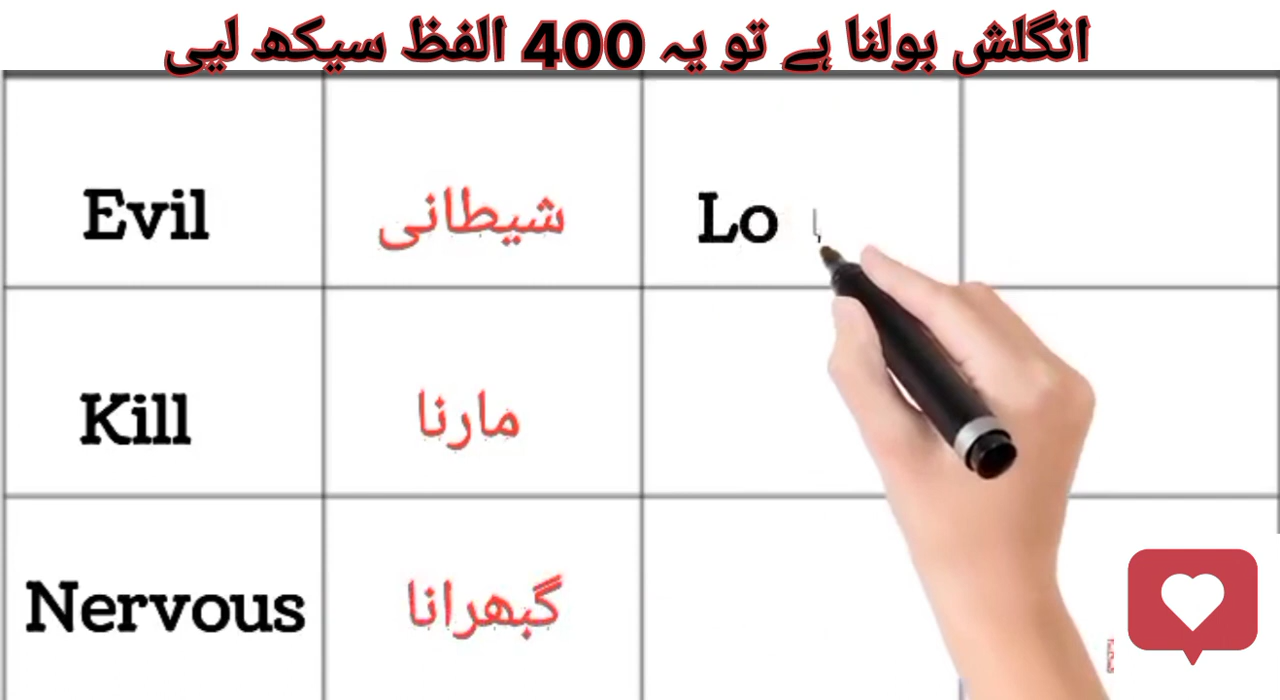 انگلش بولنا ہے تو یہ 400 الفظ سیکھ لیی
Evil شیطانی Lo
Kill مارنا
Nervous گبھرانا